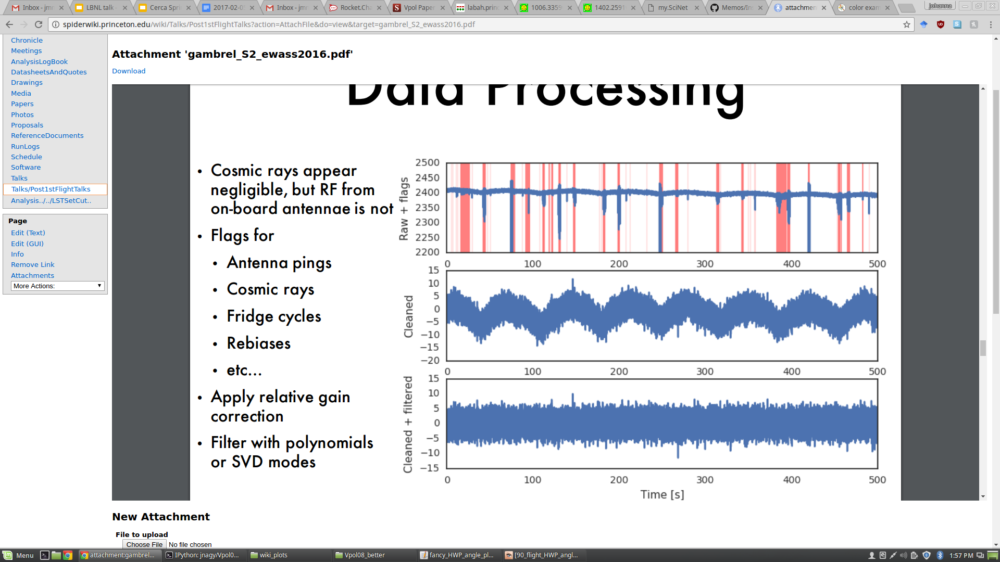 Inbox - jm
LBNL talk -
Cerca Spri
2017-02-0
Inbox - jm
Rocket.Cha
Vpol Pape
labah.princ
1006.3359
1402.2591
my.SciNet
Memos/In
attachmen
color exam
Johanna
spiderwiki.princeton.edu/wiki/Talks/Post1stFlightTalks?action=AttachFile&do=view&target=gambrel_S2_ewass2016.pdf
Chronicle
Meetings
AnalysisLogBook
DatasheetsAndQuotes
Drawings
Media
Papers
Photos
Proposals
ReferenceDocuments
RunLogs
Schedule
Software
Talks
Talks/Post1stFlightTalks
Analysis../../LSTSetCut..
Page
Edit (Text)
Edit (GUI)
Info
Remove Link
Attachments
More Actions:
Attachment 'gambrel_S2_ewass2016.pdf'
Download
Data Processing
• Cosmic rays appear
negligible, but RF from
on-board antennae is not
• Flags for
• Antenna pings
• Cosmic rays
• Fridge cycles
• Rebiases
• etc...
• Apply relative gain
correction
• Filter with polynomials
or SVD modes
Raw + flags
2500
2450
2400
2350
2300
2250
2200
0 100 200 300 400 500
Cleaned
15
10
5
0
−5
−10
−15
−20
0 100 200 300 400 500
Cleaned + filtered
15
10
5
0
−5
−10
−15
0 100 200 300 400 500
Time [s]
New Attachment
File to upload
Choose File No file chosen
Menu
attachment:gambrel...
IPython: jnagy/Vpol0...
wiki_plots
Vpol08_better
fancy_HWP_angle_pl...
[90_flight_HWP_angl...
1:57 PM